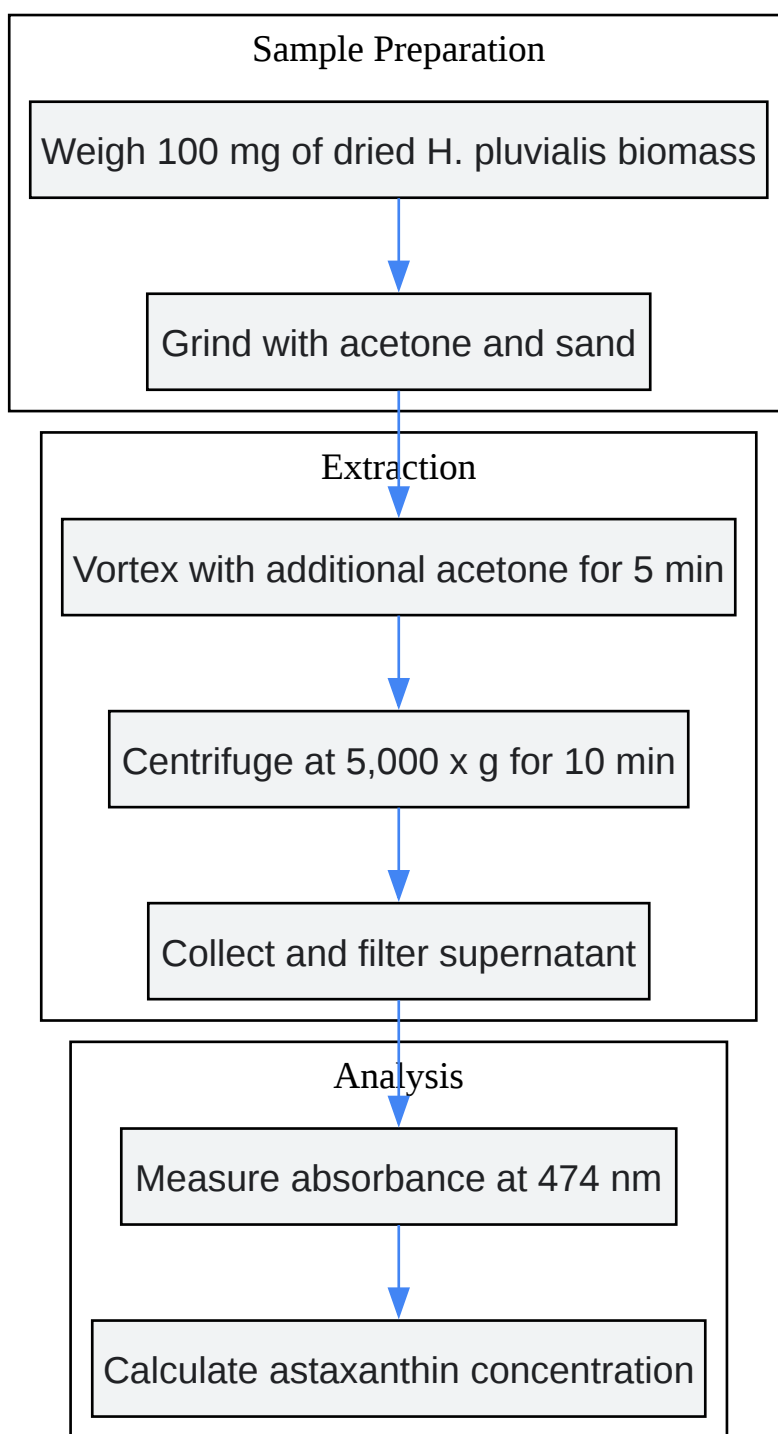 Sample Preparation
Weigh 100 mg of dried H. pluvialis biomass
Grind with acetone and sand
Extraction
Vortex with additional acetone for 5 min
Centrifuge at 5,000 x g for 10 min
Collect and filter supernatant
Analysis
Measure absorbance at 474 nm
Calculate astaxanthin concentration